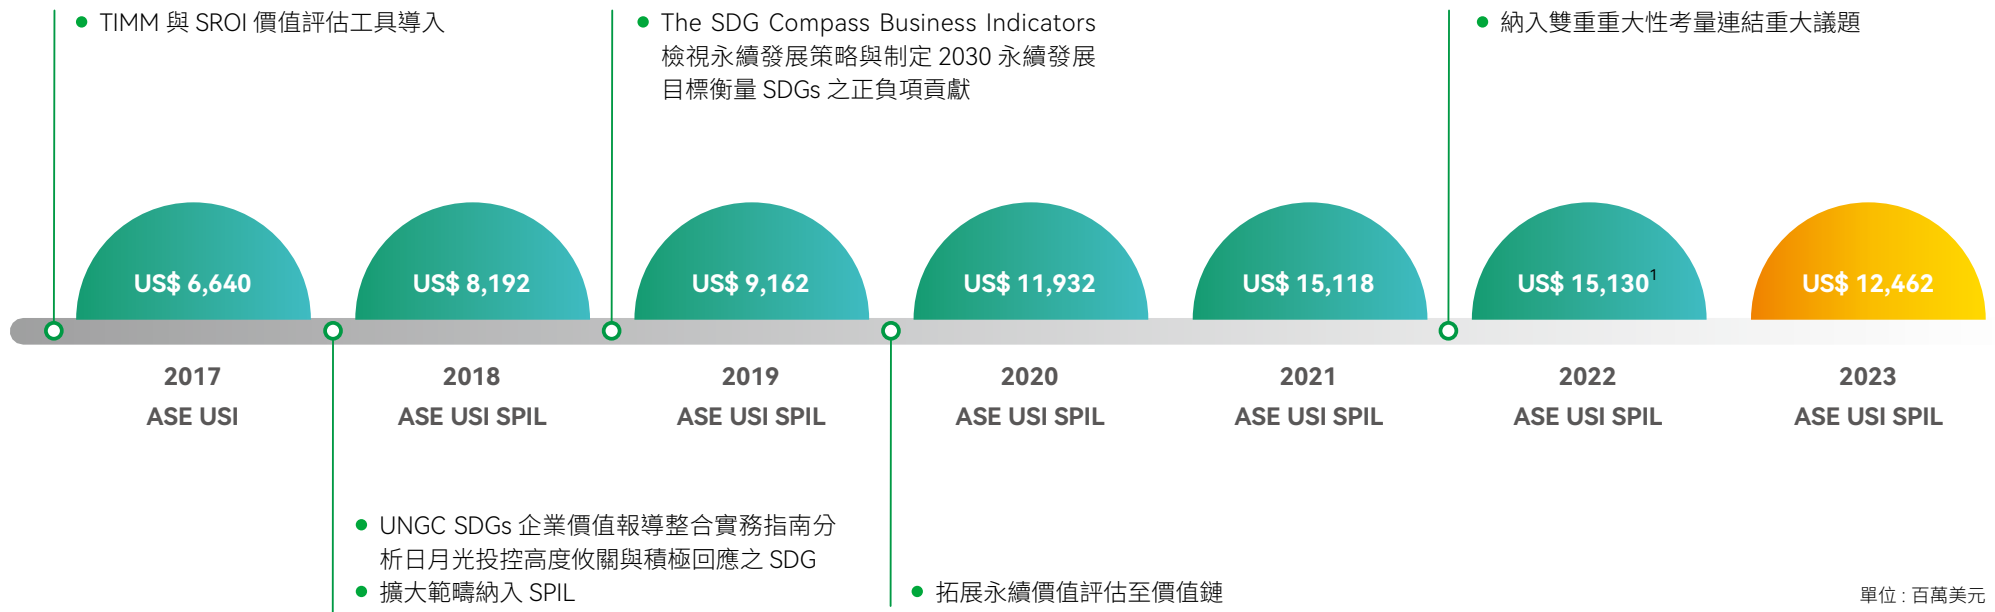 TIMM 與 SROI 價值評估工具導入
The SDG Compass Business Indicators
檢視永續發展策略與制定 2030 永續發展
目標衡量 SDGs 之正負項貢獻
納入雙重重大性考量連結重大議題
US$ 6,640
US$ 8,192
US$ 9,162
US$ 11,932
US$ 15,118
US$ 15,130¹
US$ 12,462
2017
2018
2019
2020
2021
2022
2023
ASE USI
ASE USI SPIL
ASE USI SPIL
ASE USI SPIL
ASE USI SPIL
ASE USI SPIL
ASE USI SPIL
UNGC SDGs 企業價值報導整合實務指南分
析日月光投控高度攸關與積極回應之 SDG
擴大範疇納入 SPIL
拓展永續價值評估至價值鏈
單位 : 百萬美元